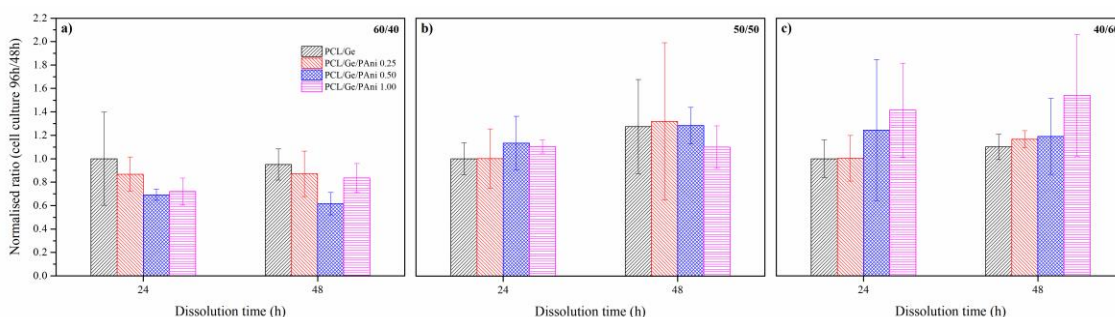 Normalised ratio (cell culture 96h/48h)
2.2
2.0
1.8
1.6
1.4
1.2
1.0
0.8
0.6
0.4
0.2
0.0
a)
60/40
PCL/Ge
PCL/Ge/PAni 0.25
PCL/Ge/PAni 0.50
PCL/Ge/PAni 1.00
24
48
Dissolution time (h)
b)
50/50
24
48
Dissolution time (h)
c)
40/60
24
48
Dissolution time (h)